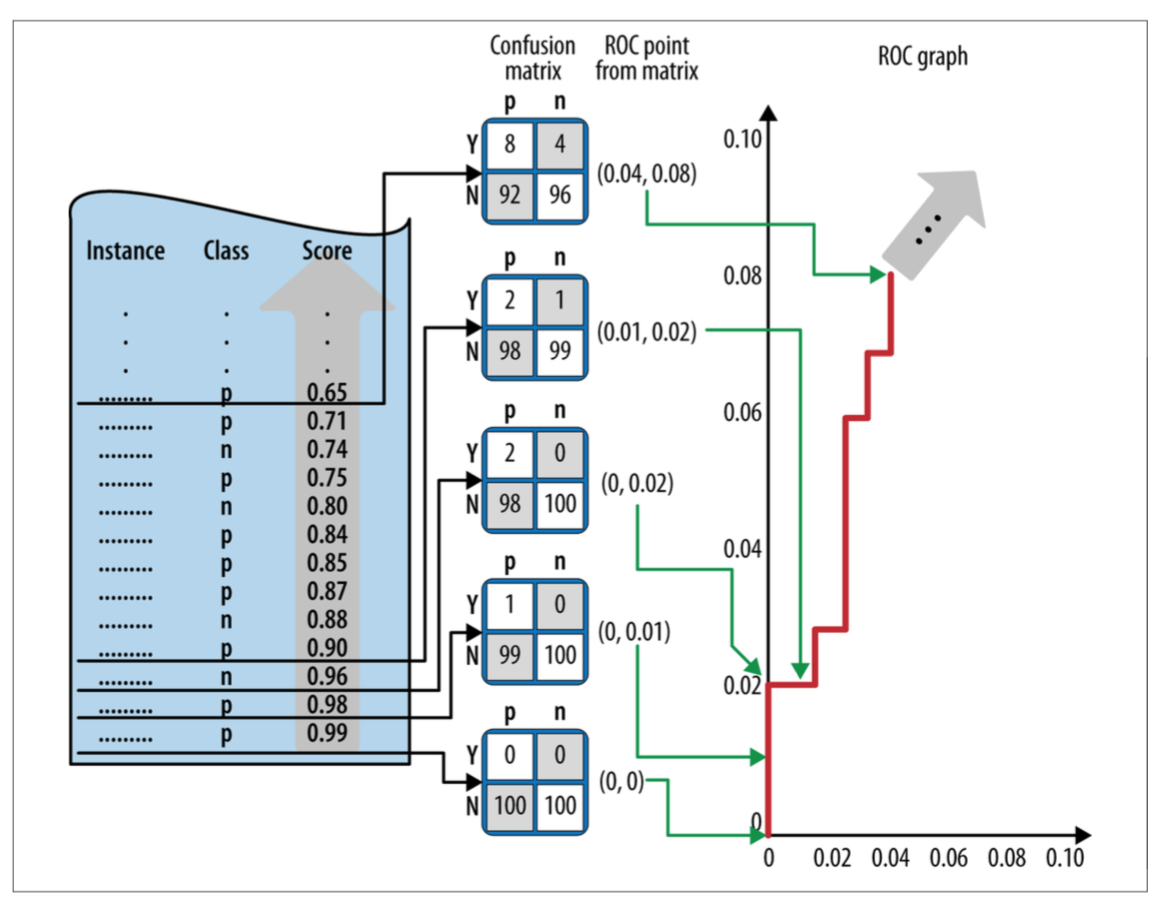 Confusion matrix
ROC point from matrix
ROC graph
Instance Class Score
. . .
. . .
. . .
......... p 0.65
......... p 0.71
......... n 0.74
......... p 0.75
......... n 0.80
......... p 0.84
......... p 0.85
......... p 0.87
......... n 0.88
......... p 0.90
......... n 0.96
......... p 0.98
......... p 0.99
p n
Y 8 4
N 92 96
(0.04, 0.08)
p n
Y 2 1
N 98 99
(0.01, 0.02)
p n
Y 2 0
N 98 100
(0, 0.02)
p n
Y 1 0
N 99 100
(0, 0.01)
p n
Y 0 0
N 100 100
(0, 0)
0.10
0.08
0.06
0.04
0.02
0
0 0.02 0.04 0.06 0.08 0.10
...